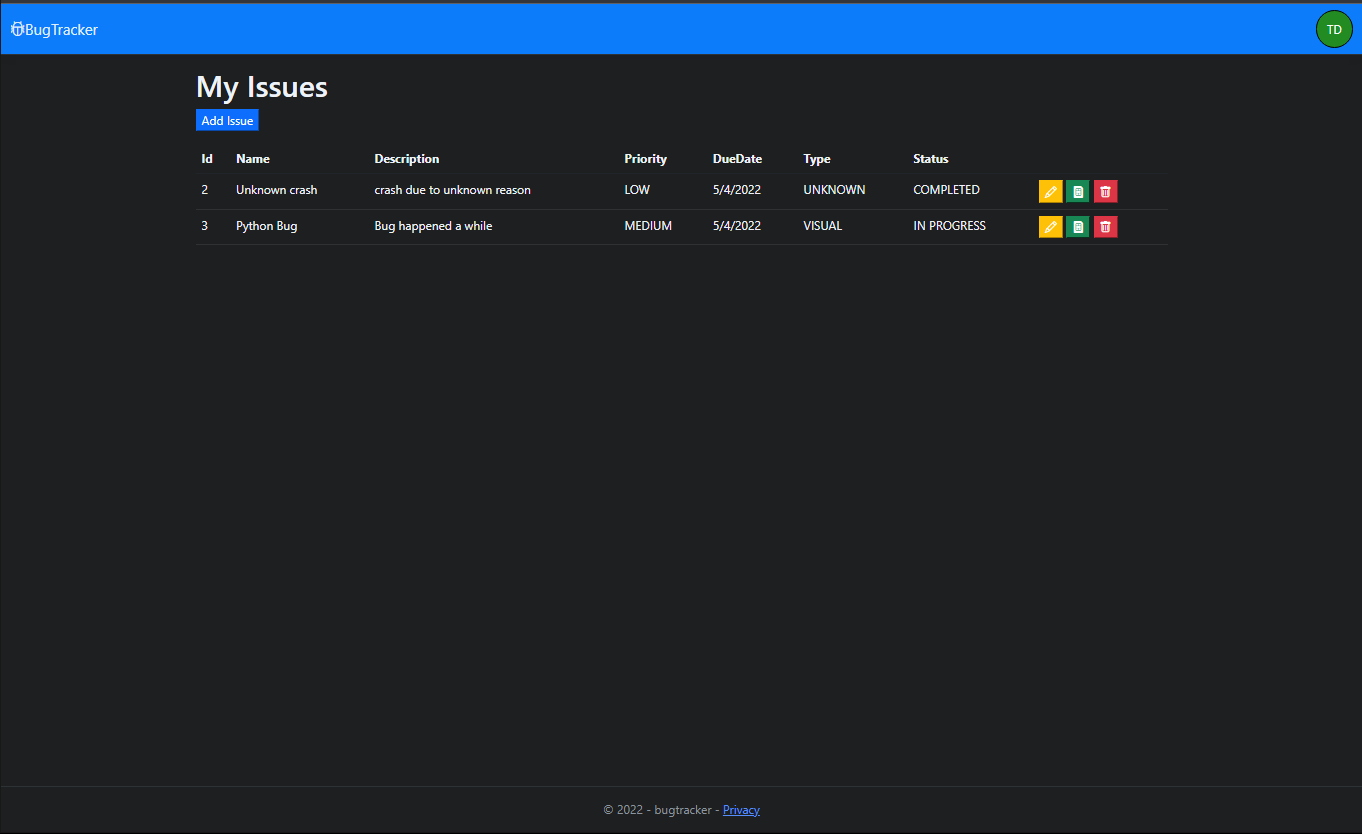 BugTracker TD
My Issues
Add Issue
Id Name Description Priority DueDate Type Status
2 Unknown crash crash due to unknown reason LOW 5/4/2022 UNKNOWN COMPLETED
3 Python Bug Bug happened a while MEDIUM 5/4/2022 VISUAL IN PROGRESS
© 2022 - bugtracker - Privacy